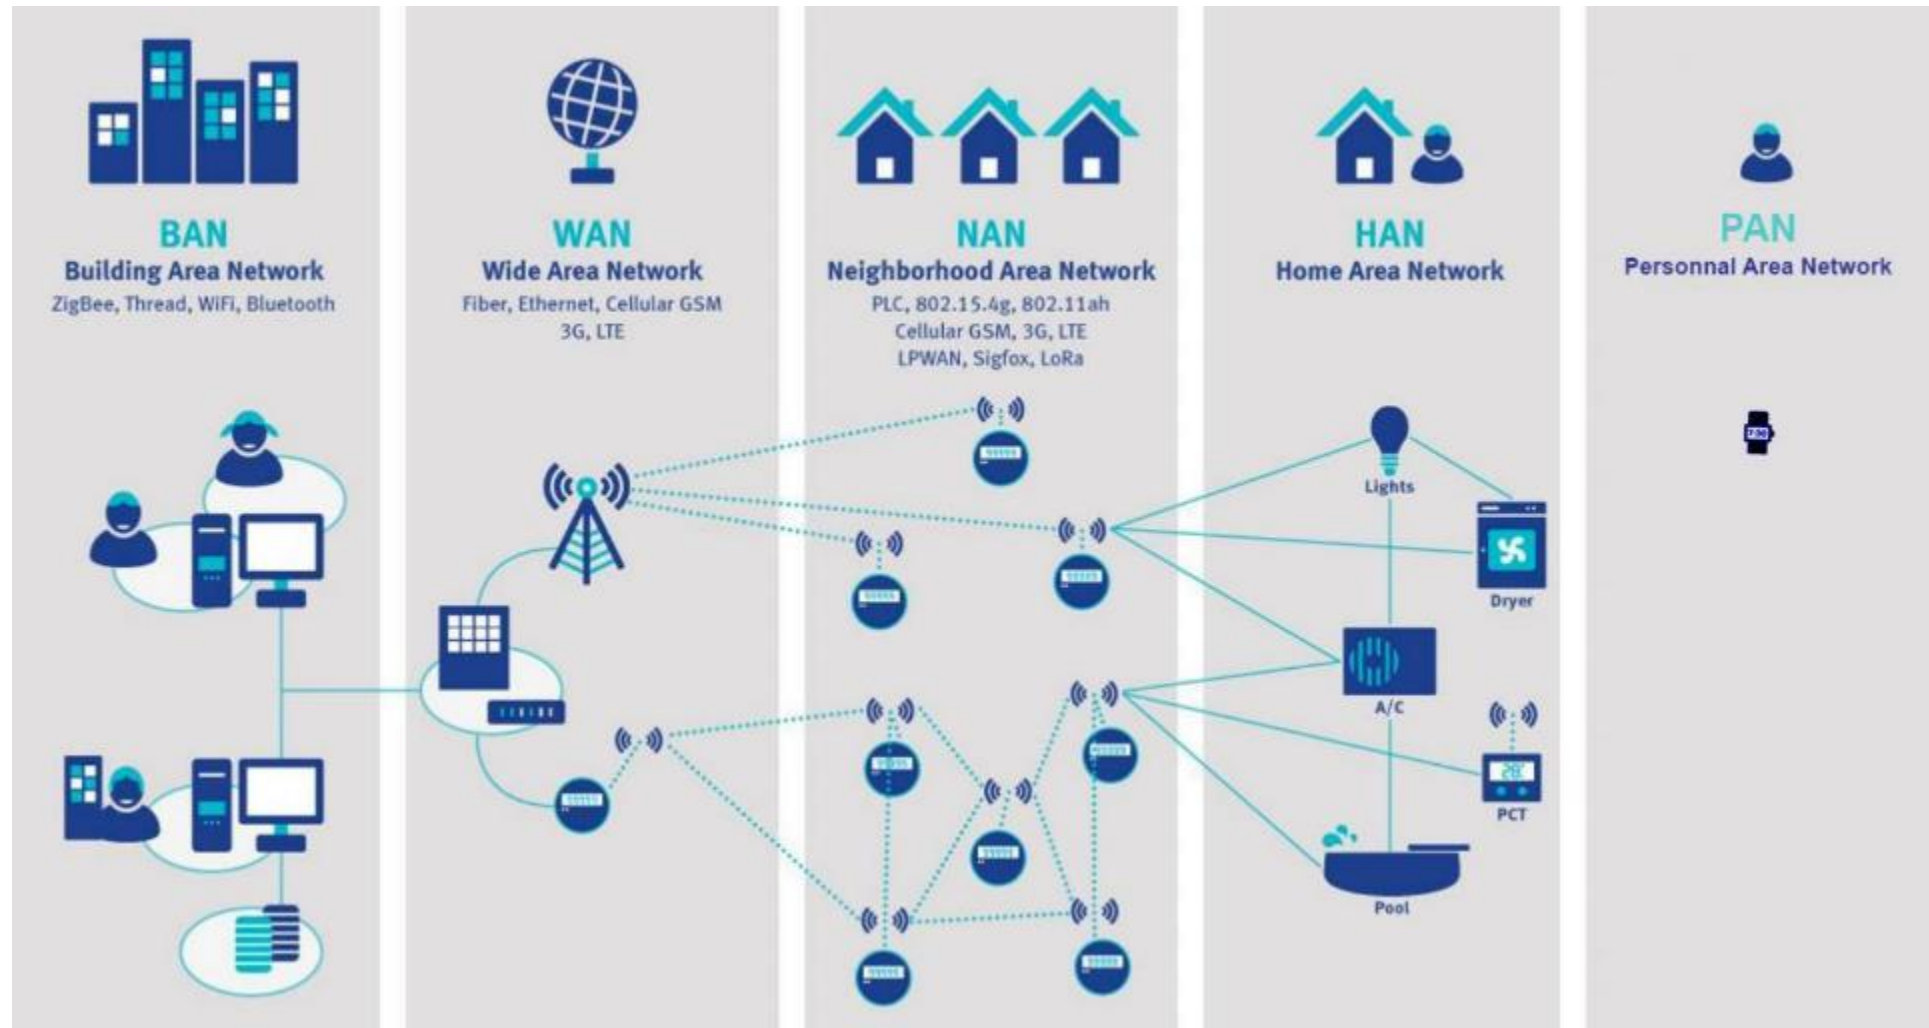 BAN
Building Area Network
ZigBee, Thread, WiFi, Bluetooth
WAN
Wide Area Network
Fiber, Ethernet, Cellular GSM
3G, LTE
NAN
Neighborhood Area Network
PLC, 802.15.4g, 802.11ah
Cellular GSM, 3G, LTE
LPWAN, Sigfox, LoRa
HAN
Home Area Network
PAN
Personnal Area Network
Lights
Dryer
A/C
PCT
Pool